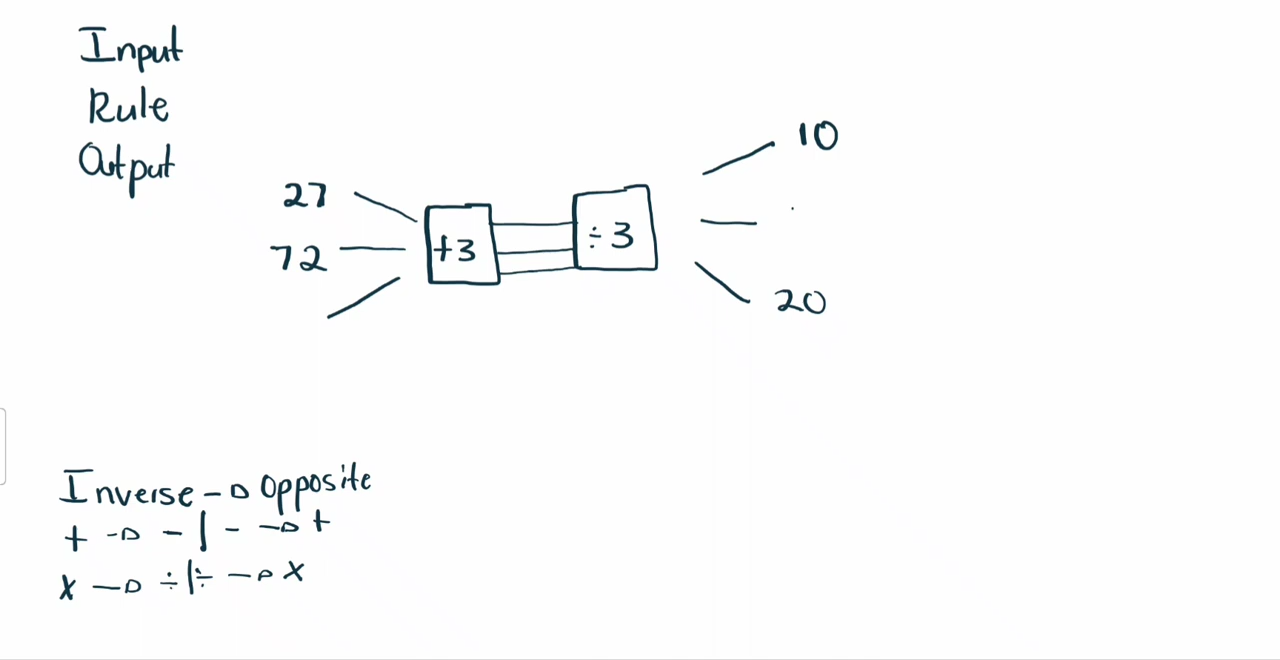 Input
Rule
Output
10
27
+3
÷3
72
20
Inverse → Opposite
+ → - | - → +
x → ÷ | ÷ → x